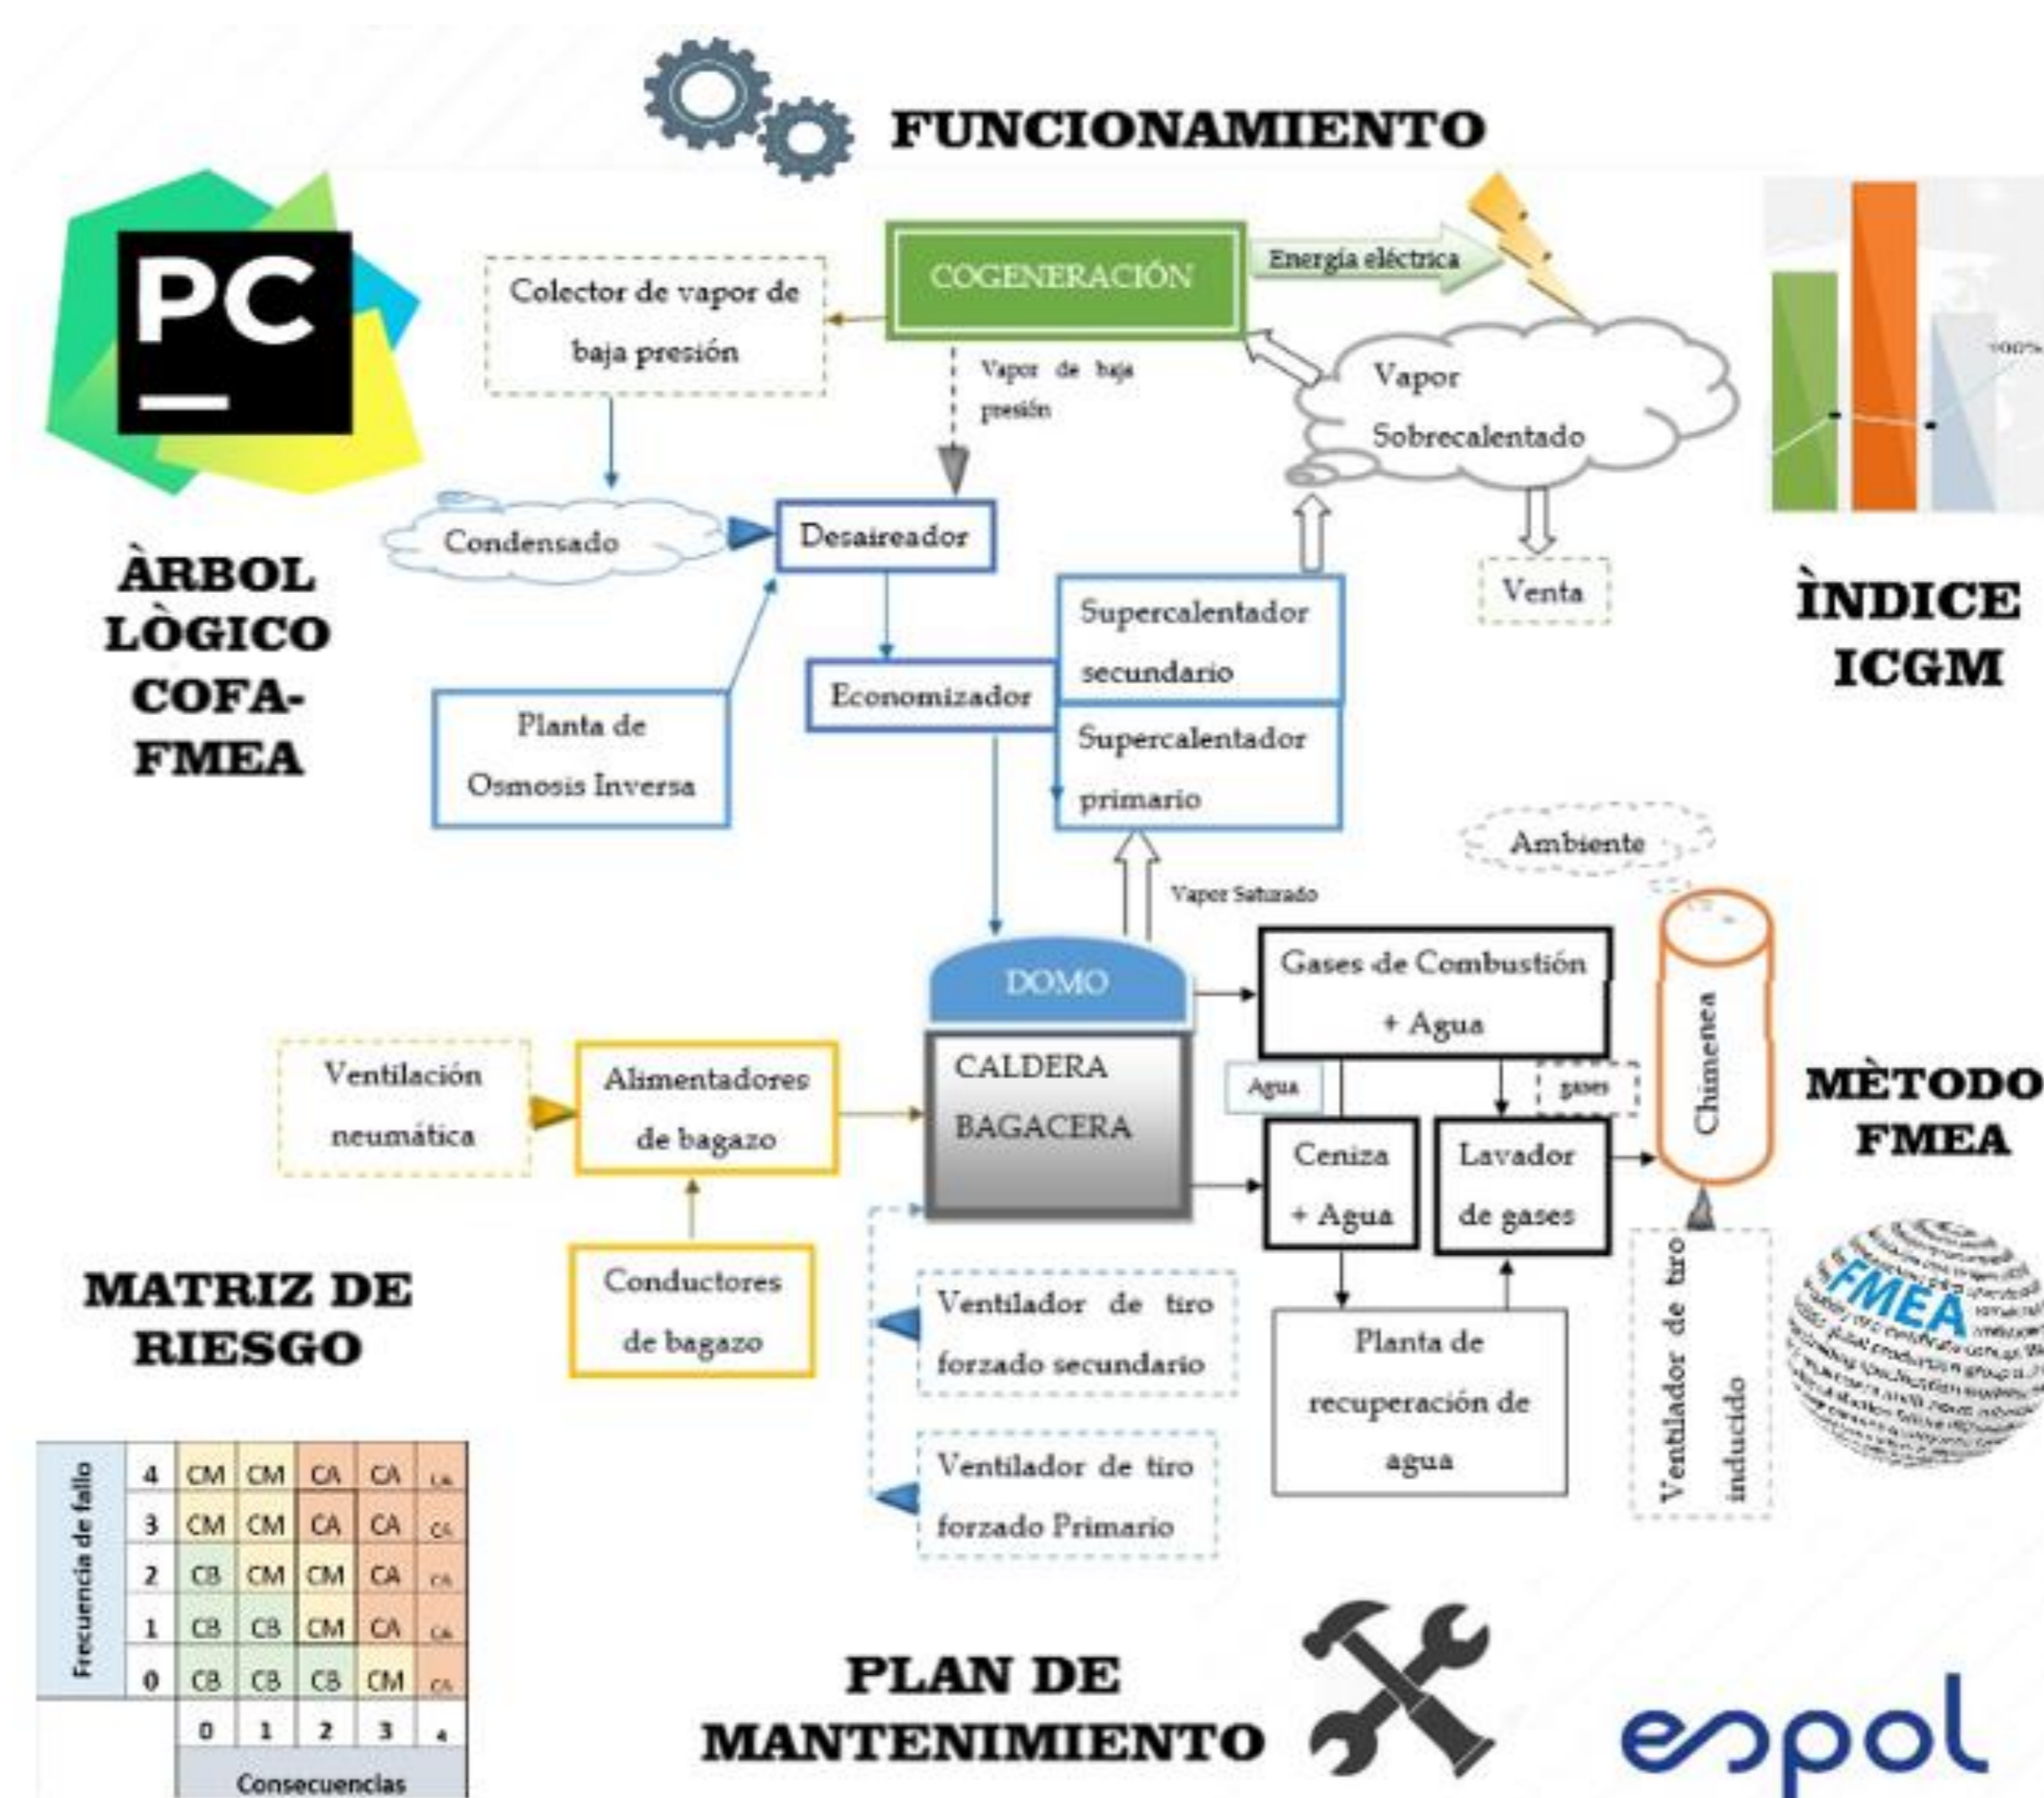 FUNCIONAMIENTO
PC
COGENERACIÓN
Energía eléctrica
Colector de vapor de
baja presión
Vapor de baja
presión
Vapor
Sobrecalentado
100%
Condensado
Desaireador
Venta
ÀRBOL
LÒGICO
COFA-
FMEA
ÌNDICE
ICGM
Supercalentador
secundario
Economizador
Planta de
Osmosis Inversa
Supercalentador
primario
Ambiente
Vapor Saturado
DOMO
Gases de Combustión
+ Agua
Chimenea
Ventilación
neumática
Alimentadores
de bagazo
CALDERA
BAGACERA
Agua
gases
MÈTODO
FMEA
Ceniza
+ Agua
Lavador
de gases
Conductores
de bagazo
Ventilador de tiro
forzado secundario
Planta de
recuperación de
agua
Ventilador de tiro
inducido
FMEA
MATRIZ DE
RIESGO
Ventilador de tiro
forzado Primario
Frecuencia de fallo
4 CM CM CA CA CA
3 CM CM CA CA CA
2 CB CM CM CA CA
1 CB CB CM CA CA
0 CB CB CB CM CA
0 1 2 3 4
Consecuencias
PLAN DE
MANTENIMIENTO
espol